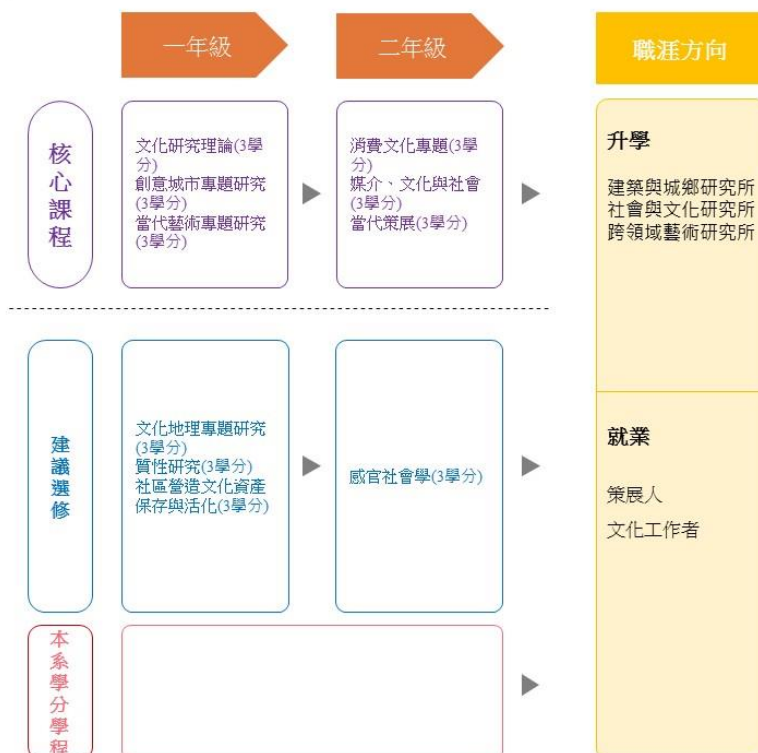 一年級
二年級
職涯方向
核心課程
文化研究理論(3學
分)
創意城市專題研究
(3學分)
當代藝術專題研究
(3學分)
消費文化專題(3學
分)
媒介、文化與社會
(3學分)
當代策展(3學分)
升學
建築與城鄉研究所
社會與文化研究所
跨領域藝術研究所
建議選修
文化地理專題研究
(3學分)
質性研究(3學分)
社區營造文化資產
保存與活化(3學分)
感官社會學(3學分)
就業
策展人
文化工作者
本系學分學程